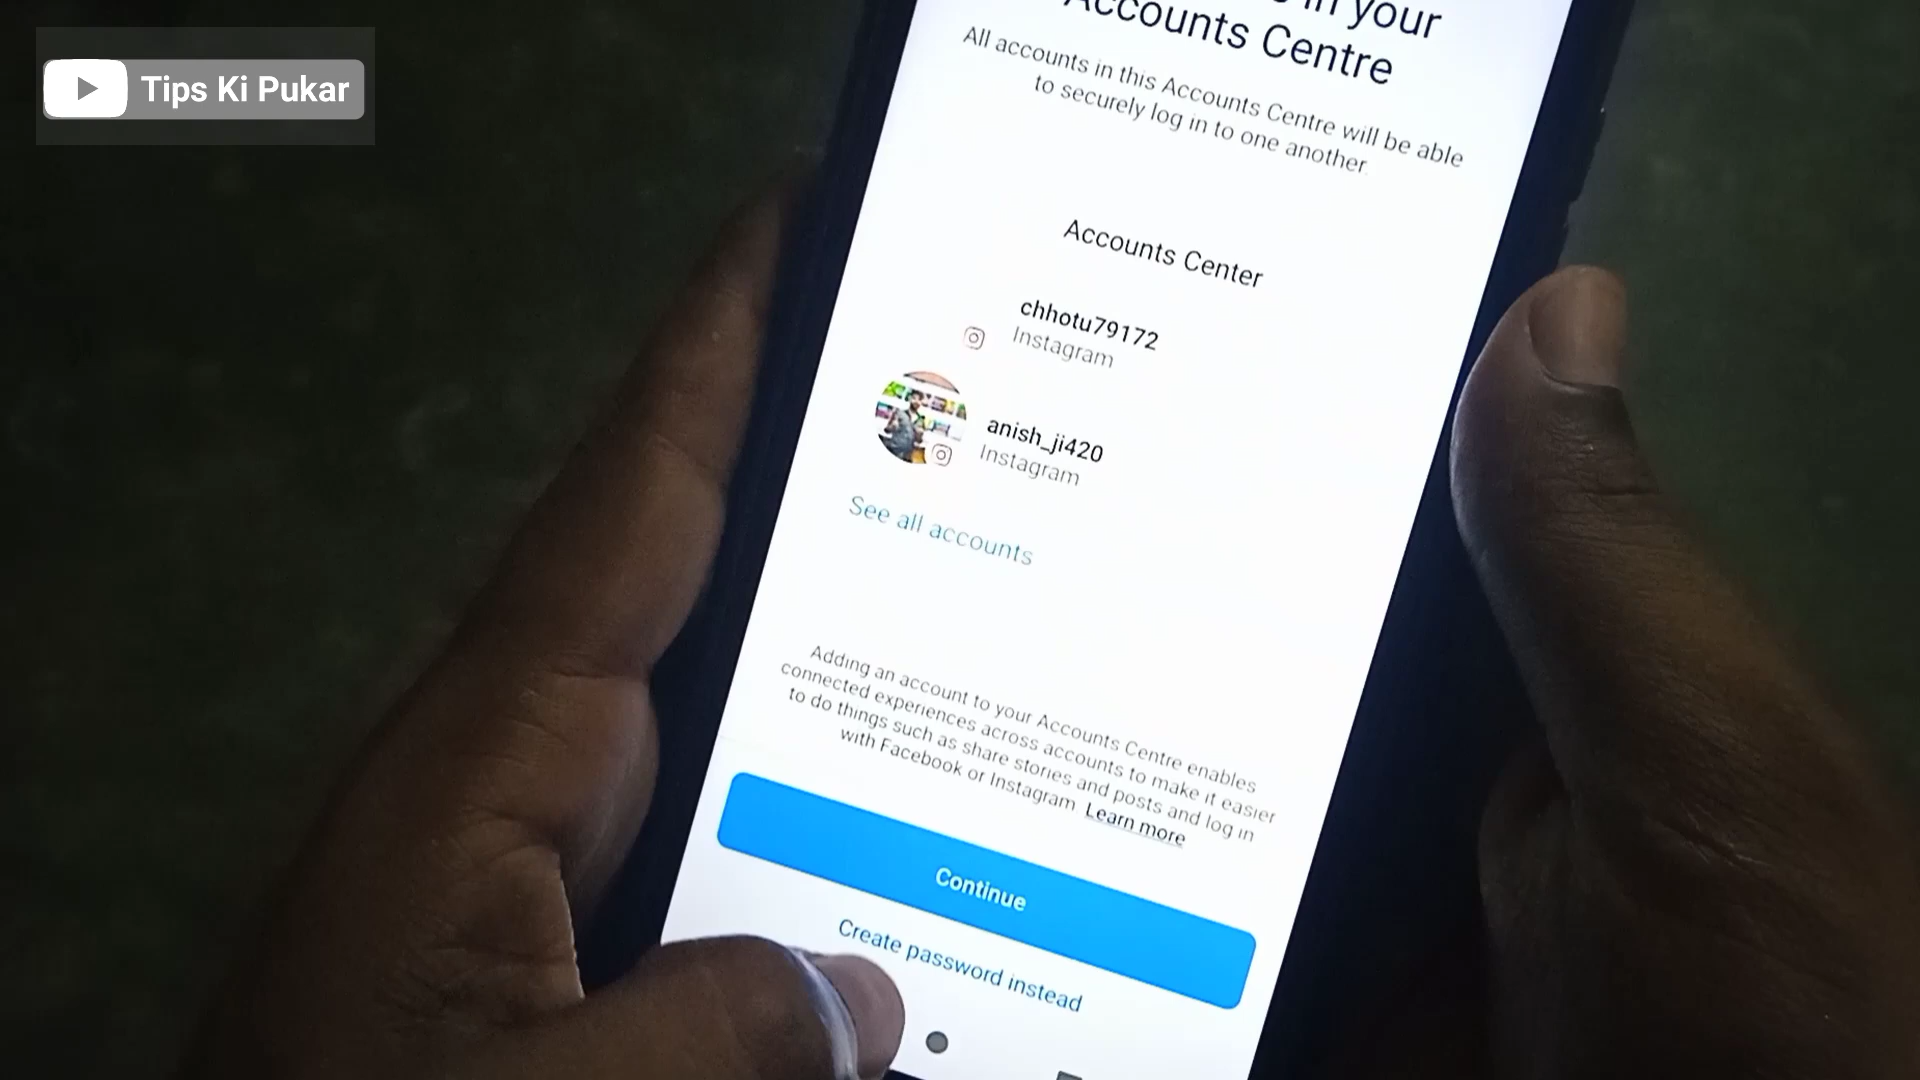 Tips Ki Pukar
in your
Accounts Centre
All accounts in this Accounts Centre will be able
to securely log in to one another.
Accounts Center
chhotu79172
Instagram
anish_ji420
Instagram
See all accounts
Adding an account to your Accounts Centre enables
connected experiences across accounts to make it easier
to do things such as share stories and posts and log in
with Facebook or Instagram Learn more
Continue
Create password instead